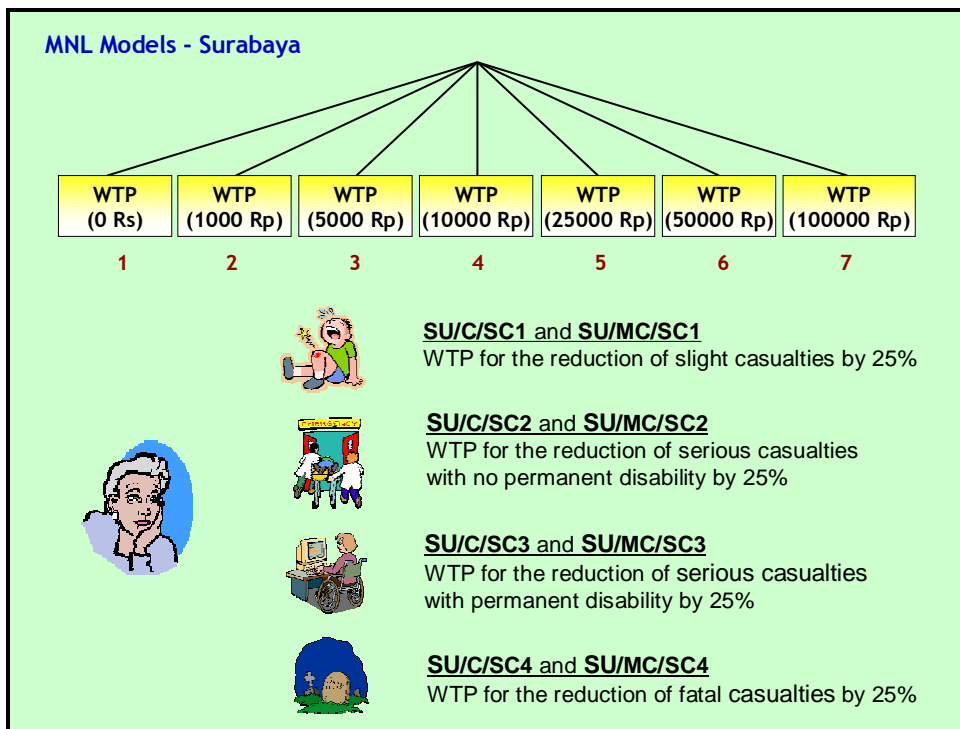 MNL Models - Surabaya
WTP
(0 Rs)
WTP
(1000 Rp)
WTP
(5000 Rp)
WTP
(10000 Rp)
WTP
(25000 Rp)
WTP
(50000 Rp)
WTP
(100000 Rp)
1 2 3 4 5 6 7
SU/C/SC1 and SU/MC/SC1
WTP for the reduction of slight casualties by 25%
SU/C/SC2 and SU/MC/SC2
WTP for the reduction of serious casualties
with no permanent disability by 25%
SU/C/SC3 and SU/MC/SC3
WTP for the reduction of serious casualties
with permanent disability by 25%
SU/C/SC4 and SU/MC/SC4
WTP for the reduction of fatal casualties by 25%